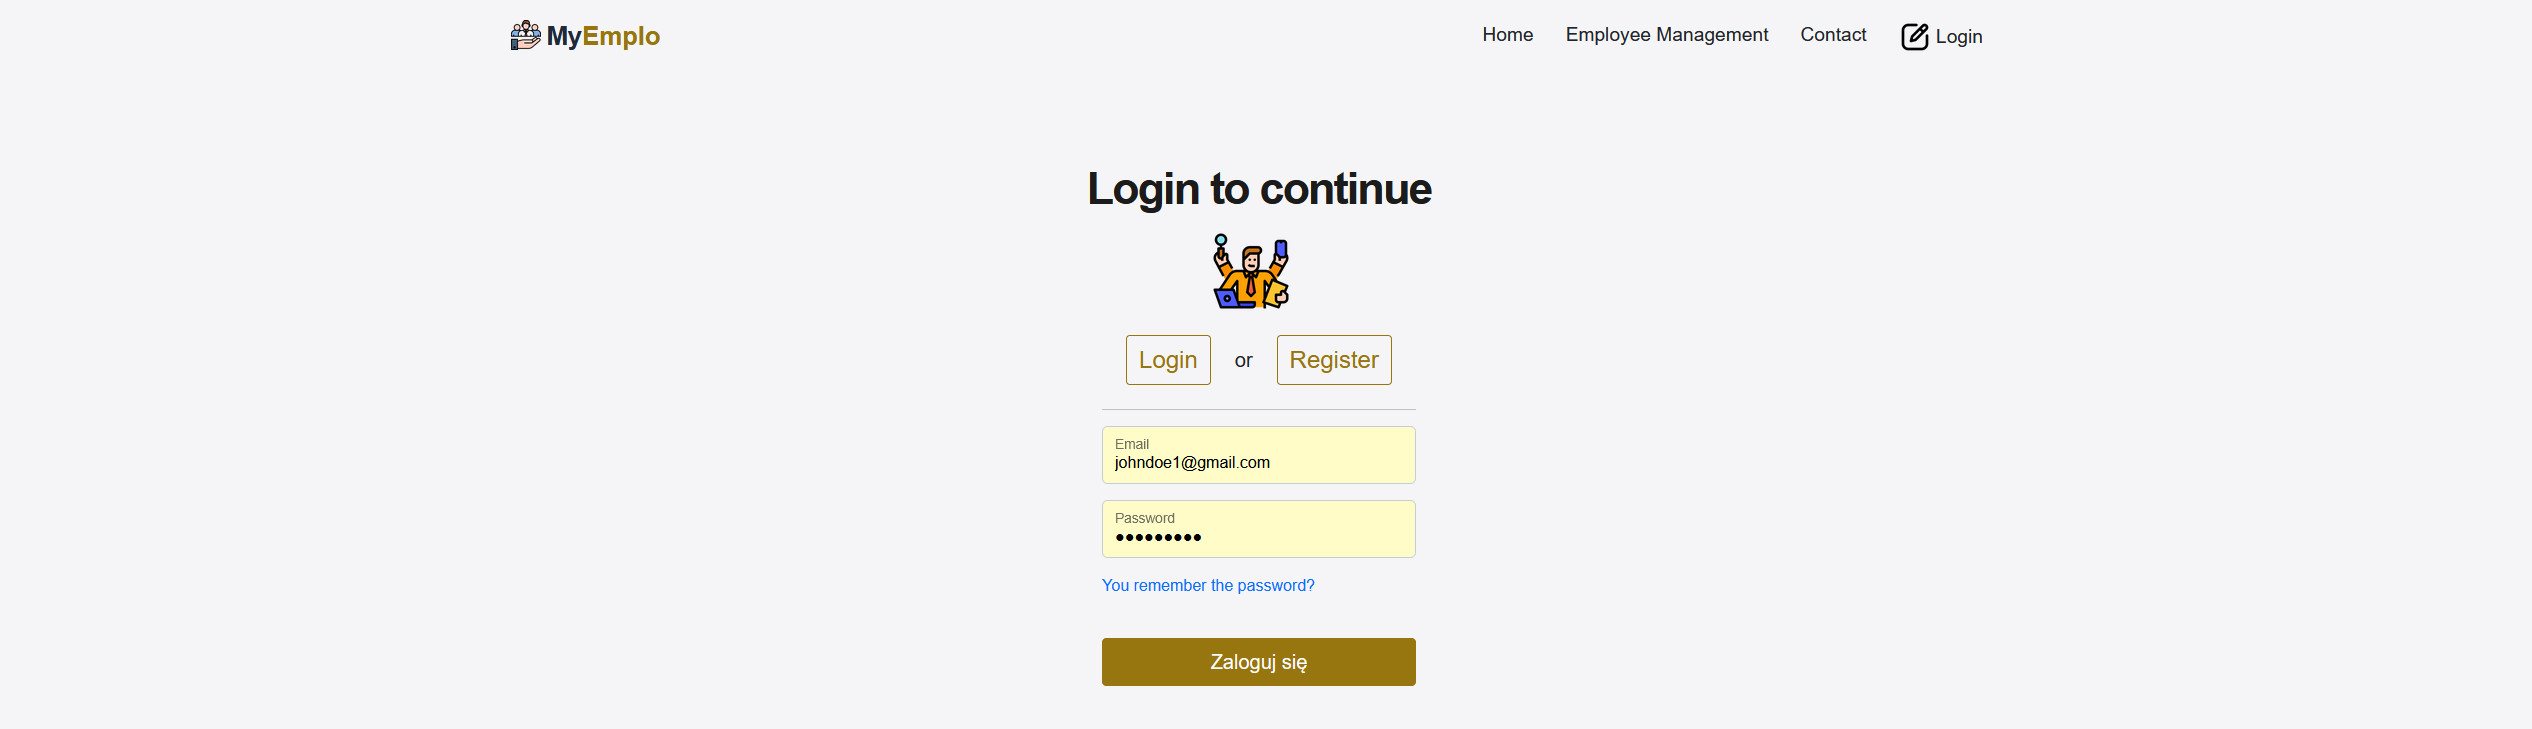 MyEmplo
Home Employee Management Contact Login
Login to continue
Login or Register
Email
johndoe1@gmail.com
Password
•••••••••
You remember the password?
Zaloguj się